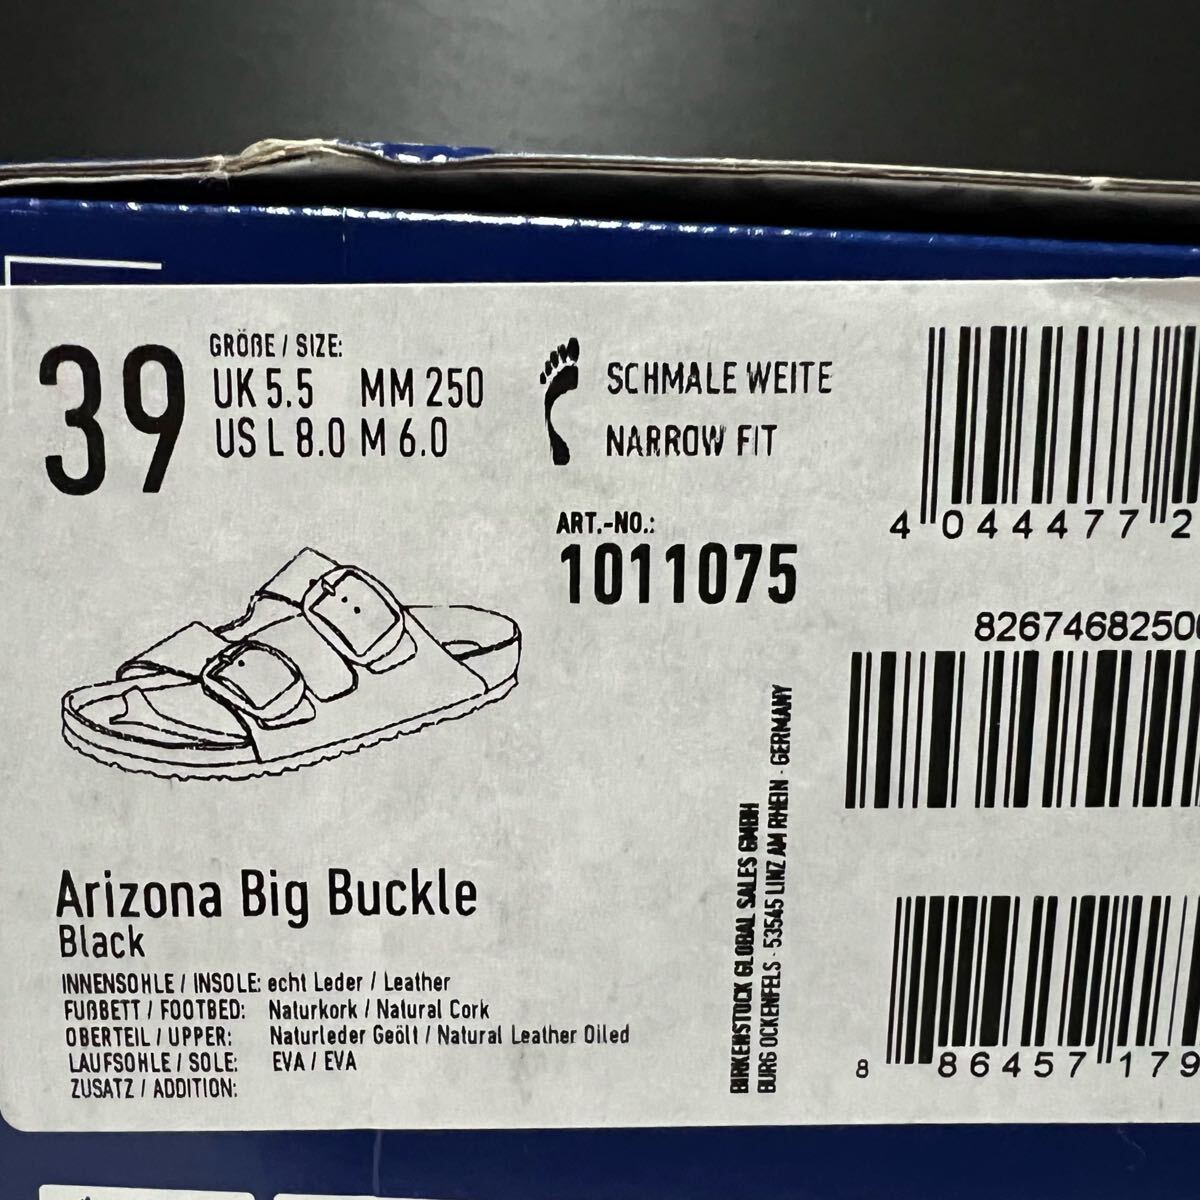 39
GRÖßE / SIZE:
UK 5.5 MM 250
US L 8.0 M 6.0
SCHMALE WEITE
NARROW FIT
ART.-NO.:
1011075
4 044477 2
8267468250
Arizona Big Buckle
Black
INNENSOHLE / INSOLE: echt Leder / Leather
FUßBETT / FOOTBED: Naturkork / Natural Cork
OBERTEIL / UPPER: Naturleder Geölt / Natural Leather Oiled
LAUFSOHLE / SOLE: EVA / EVA
ZUSATZ / ADDITION:
BIRKENSTOCK GLOBAL SALES GMBH
BURG OCKENFELS · 53545 LINZ AM RHEIN · GERMANY
8 86457 179